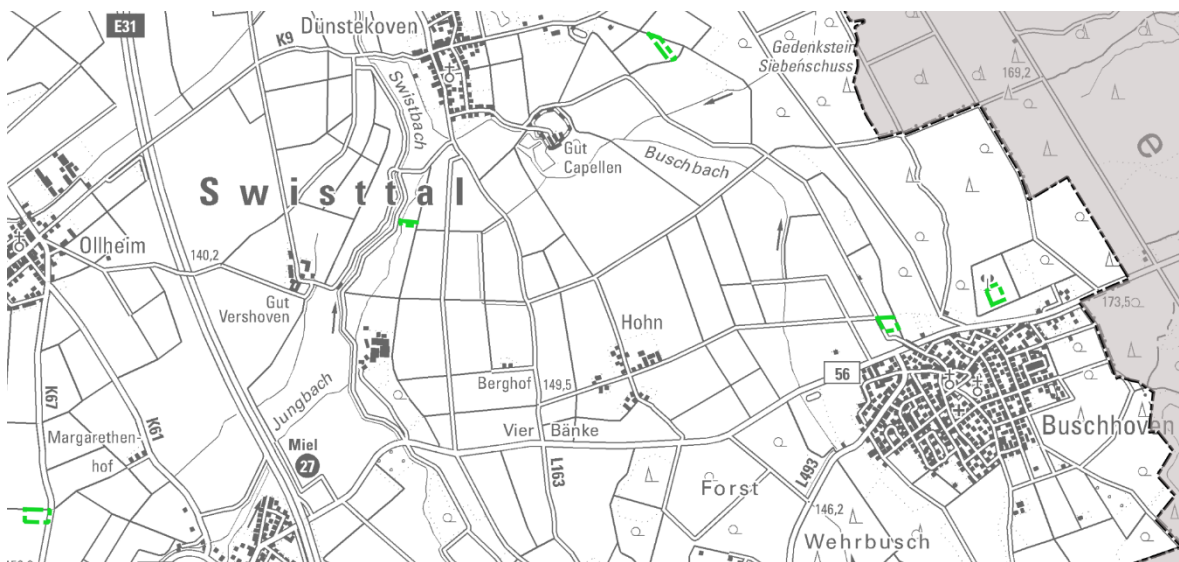 E31
Dünstekoven
K9
Gedenkstein
Siebenschuss
169,2
e
Swistbach
Gut
Capellen
Buschbach
Swisttal
Ollheim
140,2
Gut
Vershoven
Hohn
173,5
56
Berghof
149,5
K67
K61
Jungbach
Margarethen-
hof
Miel
27
Vier Bänke
Buschhoven
L163
L493
Forst
146,2
Wehrbusch